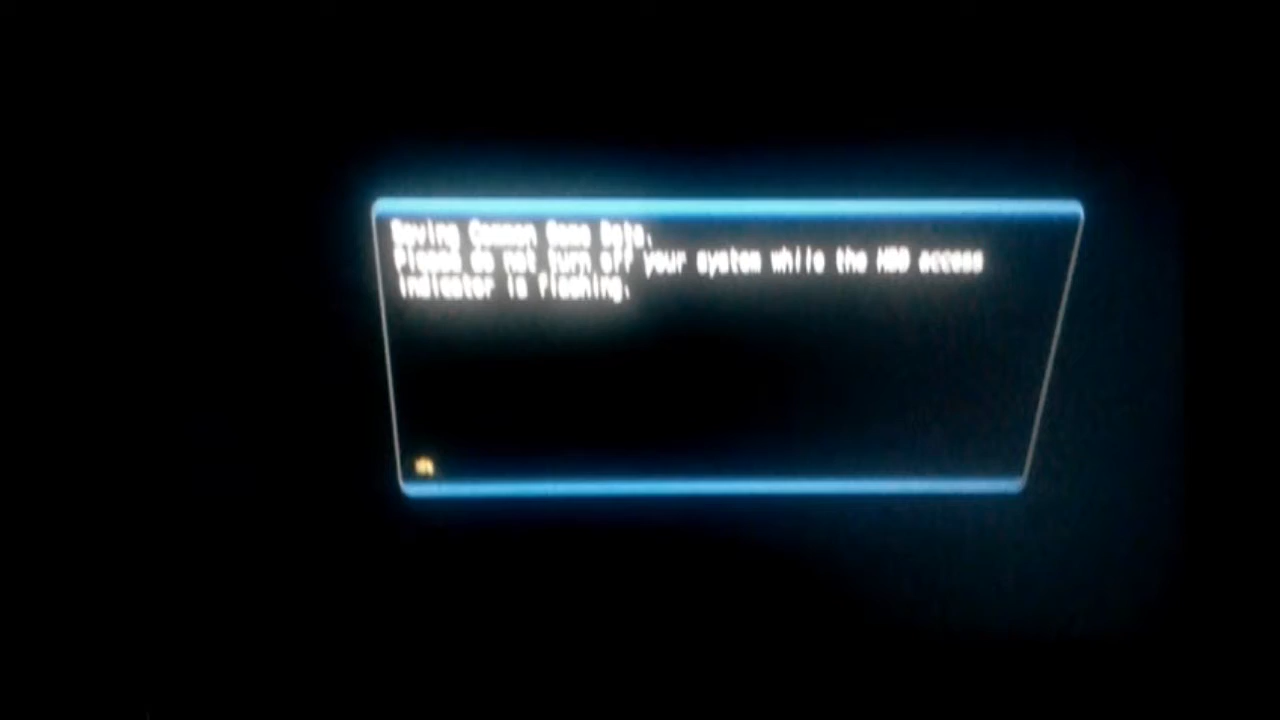 Saving Common Game Data.
Please do not turn off your system while the HDD access
indicator is flashing.